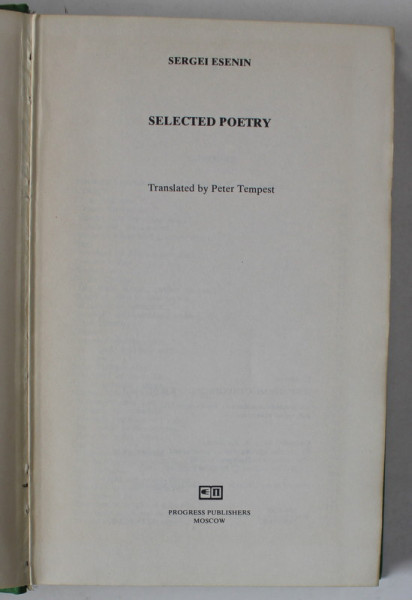 SERGEI ESENIN
SELECTED POETRY
Translated by Peter Tempest
PROGRESS PUBLISHERS
MOSCOW